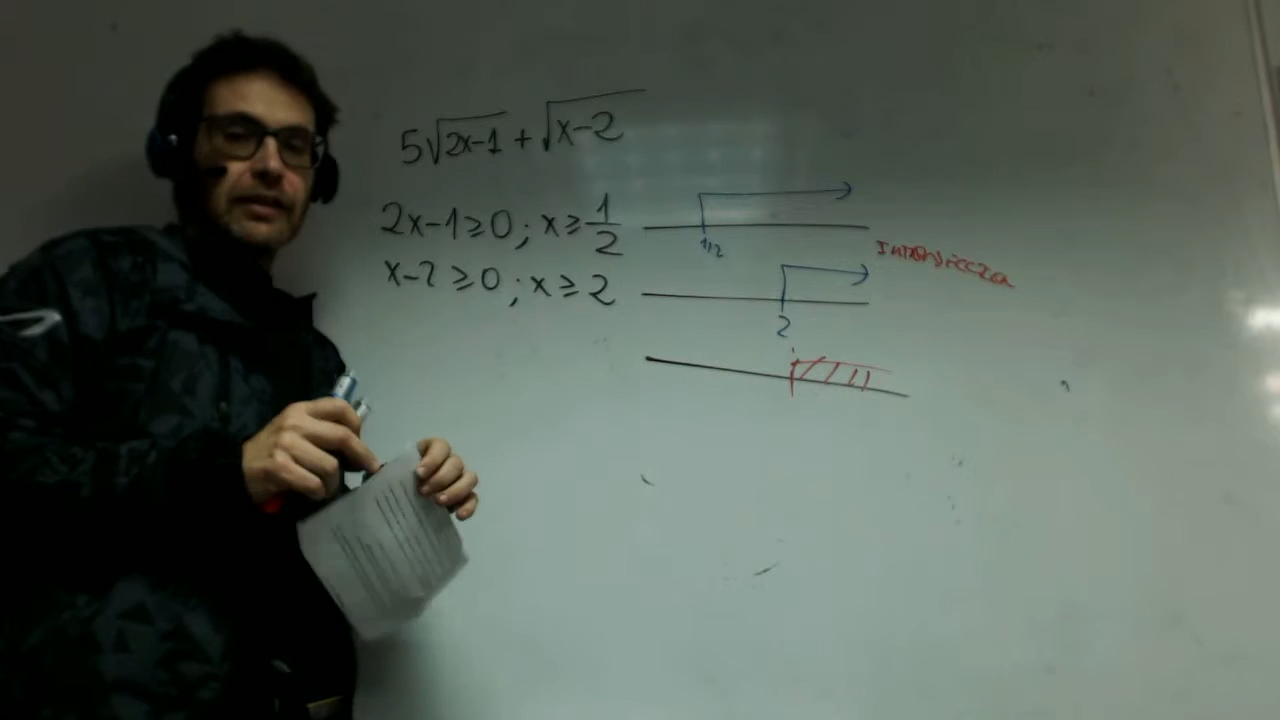 5√(2x-1) + √(x-2)
2x-1≥0; x≥1/2
1/2
x-2≥0; x≥2
2